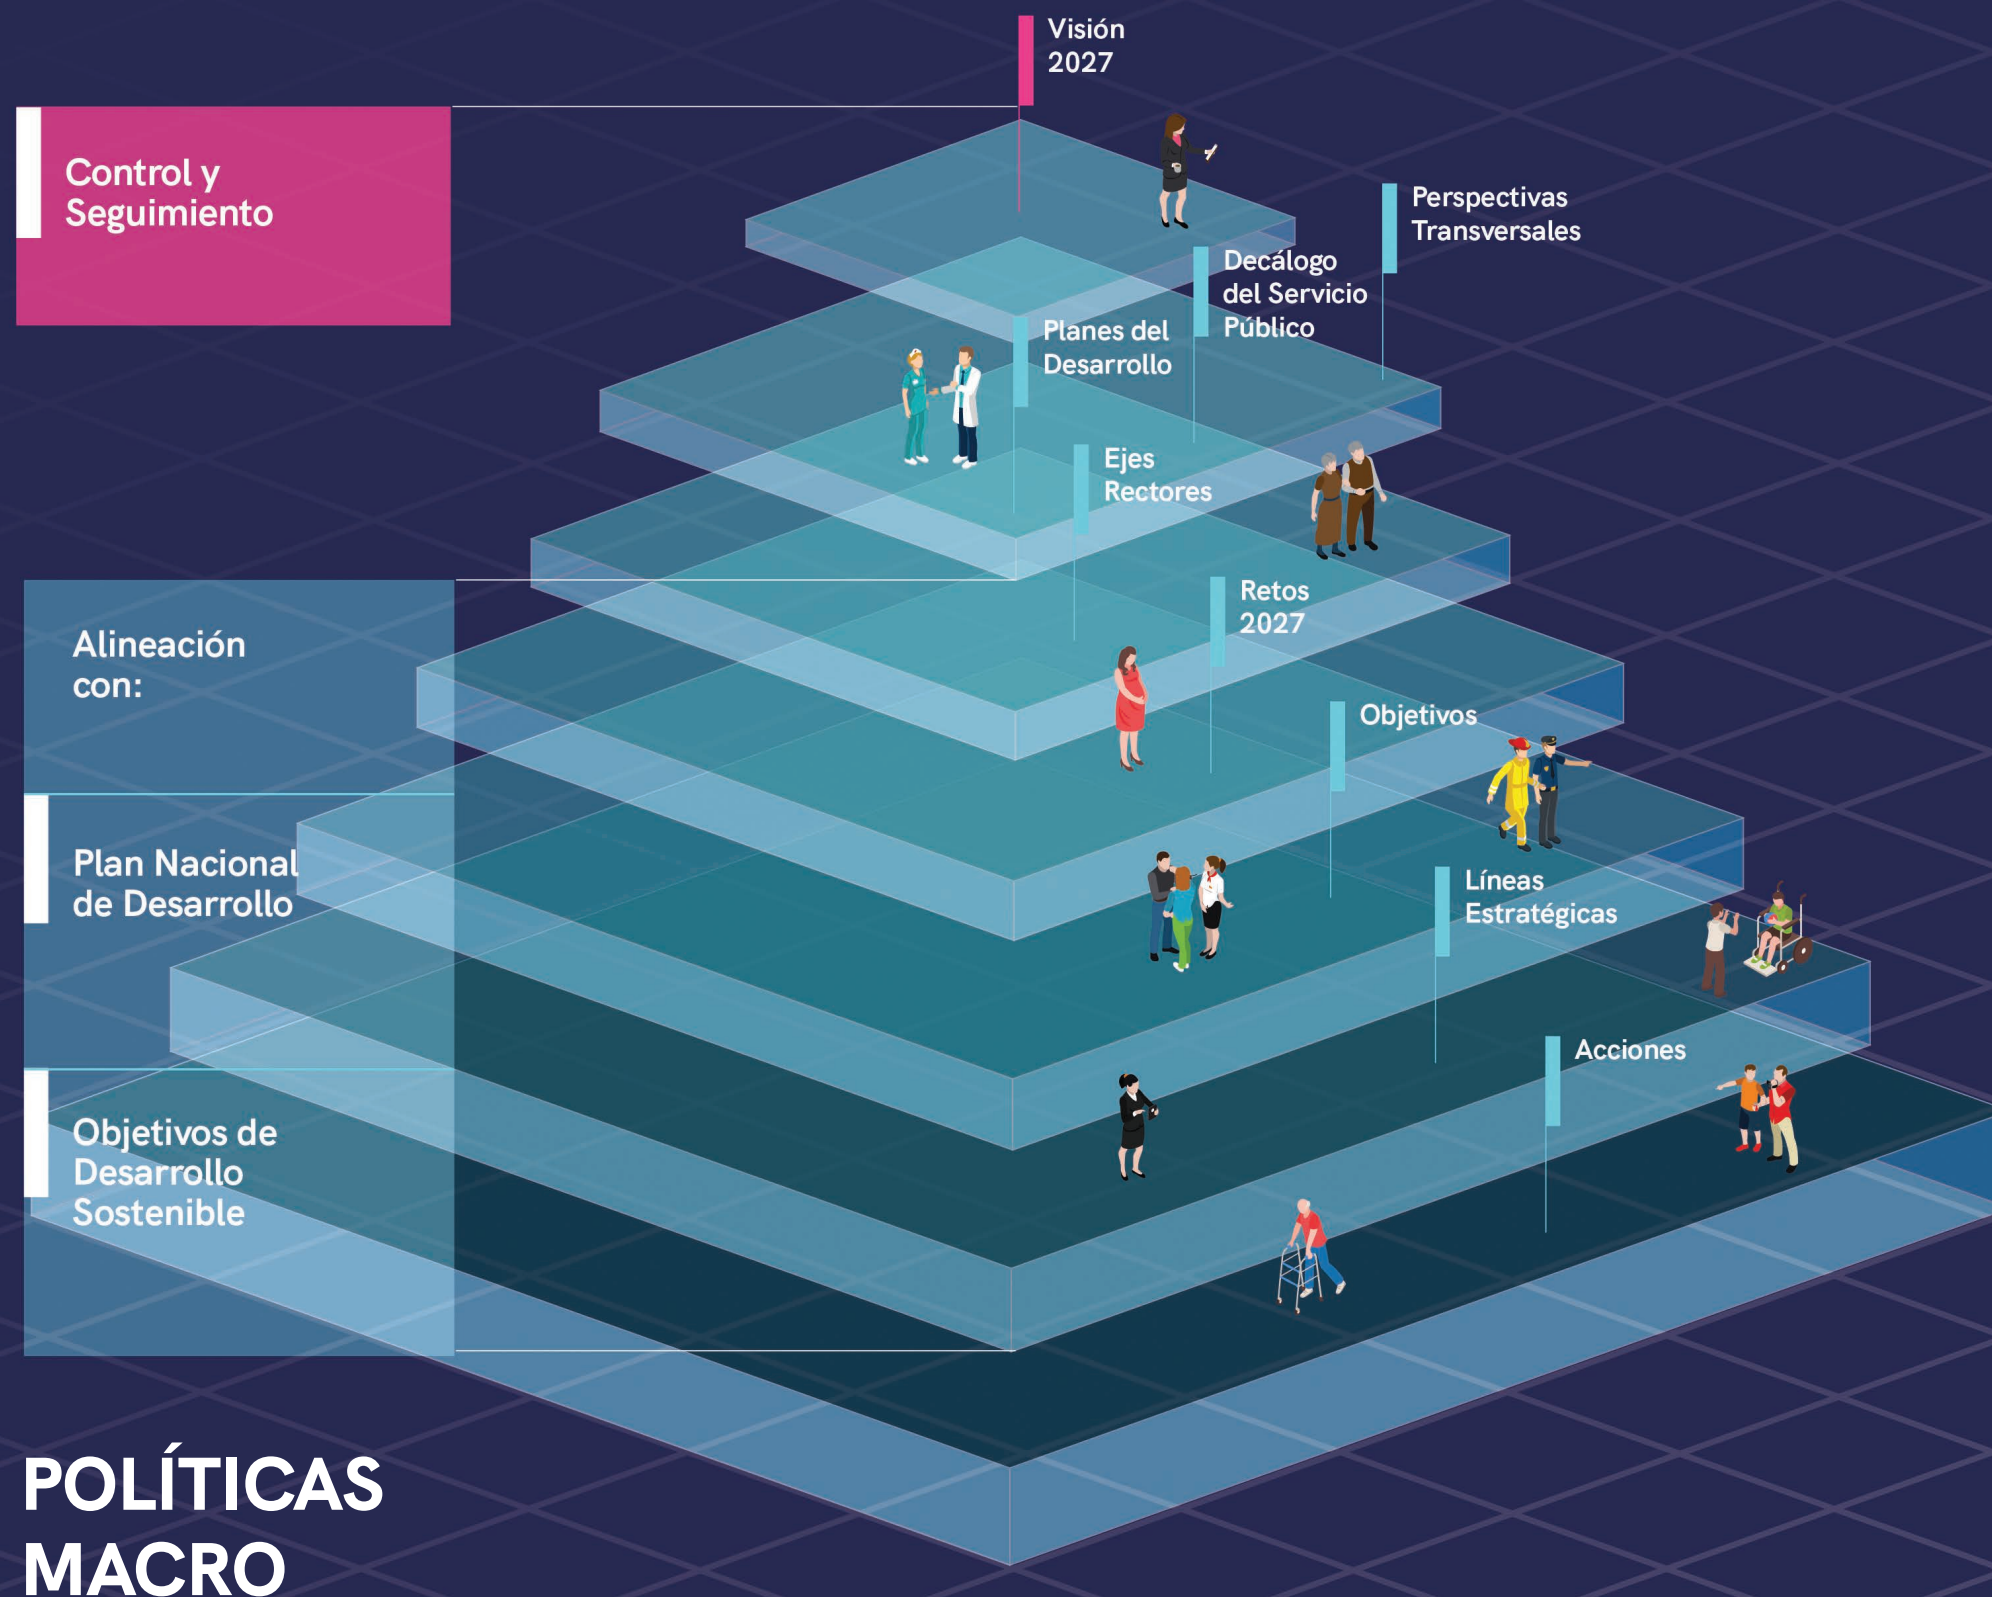 Visión
2027
Control y
Seguimiento
Perspectivas
Transversales
Decálogo
del Servicio
Público
Planes del
Desarrollo
Ejes
Rectores
Retos
2027
Alineación
con:
Objetivos
Plan Nacional
de Desarrollo
Líneas
Estratégicas
Acciones
Objetivos de
Desarrollo
Sostenible
POLÍTICAS
MACRO